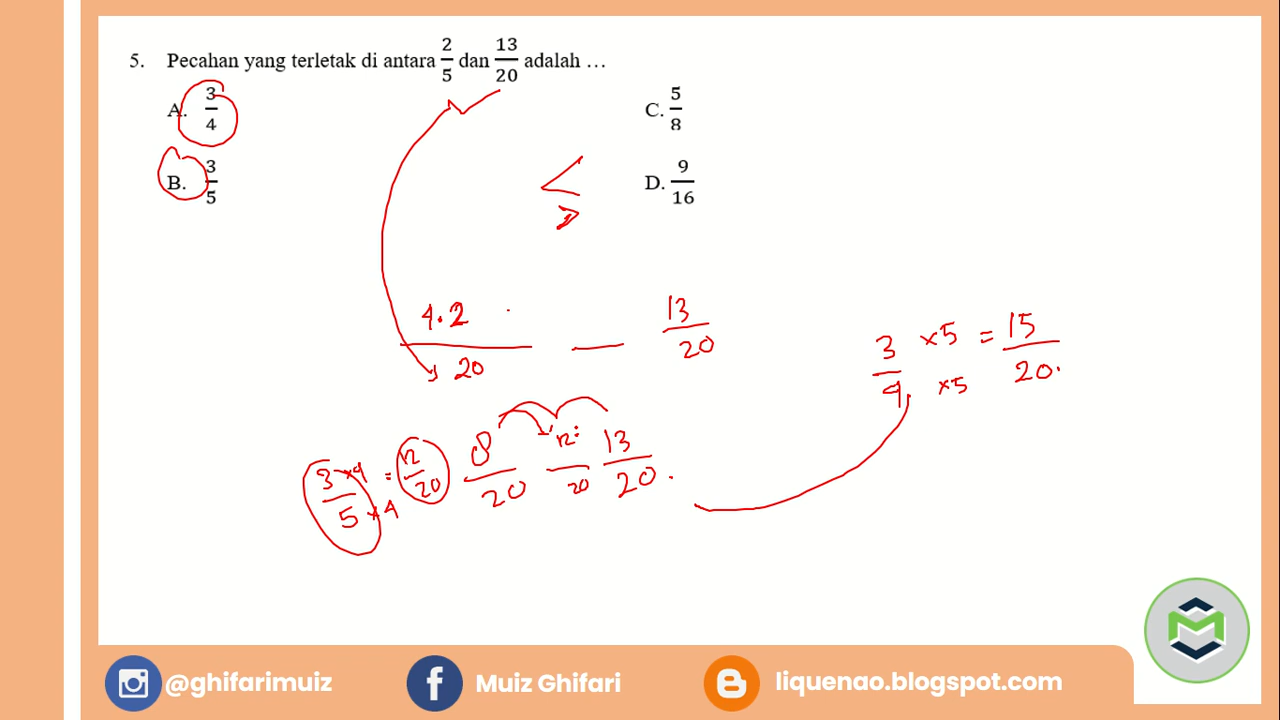 5. Pecahan yang terletak di antara 2/5 dan 13/20 adalah …
A. 3/4
C. 5/8
B. 3/5
D. 9/16
<
>
4.2/20 — 13/20
3/4 ×5/×5 = 15/20.
3/5 ×4/×4 = 12/20 8/20 12/20 13/20.
@ghifarimuiz
Muiz Ghifari
liquenao.blogspot.com